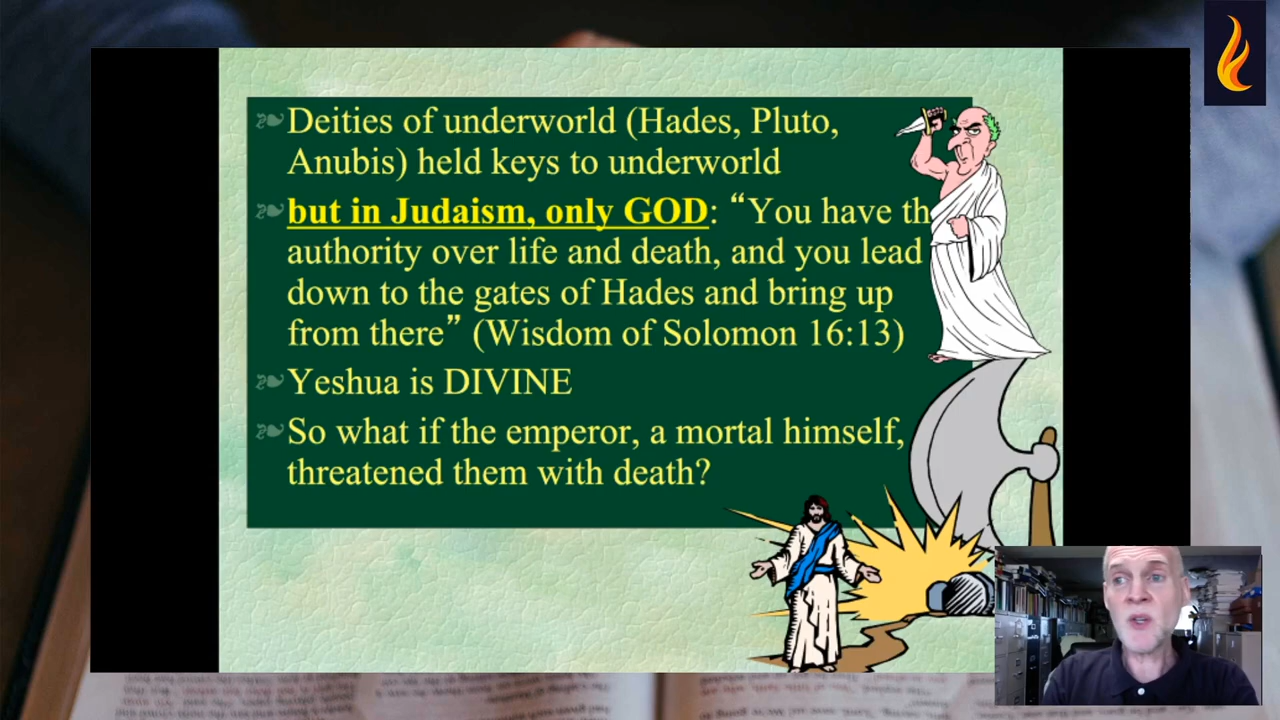 Deities of underworld (Hades, Pluto,
Anubis) held keys to underworld
but in Judaism, only GOD: “You have th
authority over life and death, and you lead
down to the gates of Hades and bring up
from there” (Wisdom of Solomon 16:13)
Yeshua is DIVINE
So what if the emperor, a mortal himself,
threatened them with death?